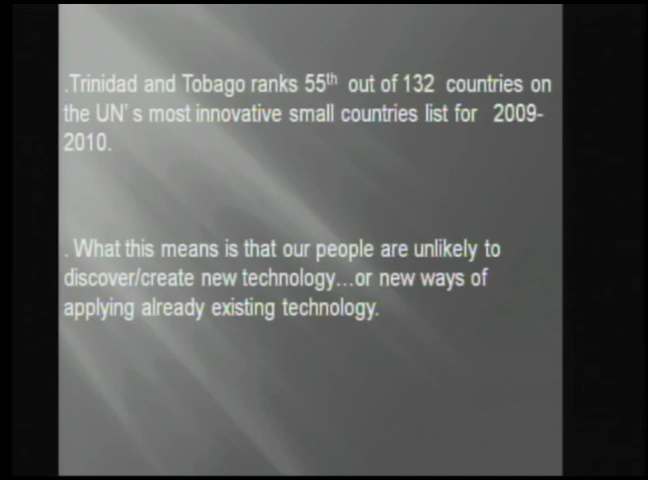 .Trinidad and Tobago ranks 55th out of 132 countries on
the UN's most innovative small countries list for 2009-
2010.
. What this means is that our people are unlikely to
discover/create new technology...or new ways of
applying already existing technology.